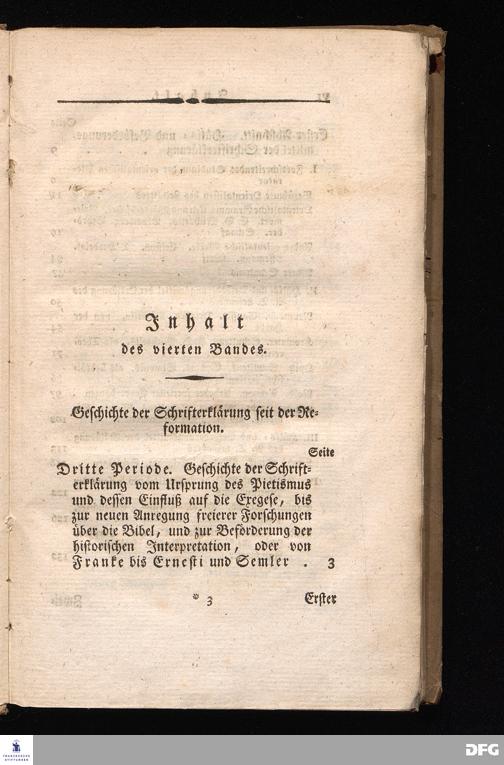 Inhalt
des vierten Bandes.
Geschichte der Schrifterklärung seit der Re-
formation.
Seite
Dritte Periode. Geschichte der Schrift-
erklärung vom Ursprung des Pietismus
und dessen Einfluß auf die Exegese, bis
zur neuen Anregung freierer Forschungen
über die Bibel, und zur Beförderung der
historischen Interpretation, oder von
Franke bis Ernesti und Semler . 3
* 3 Erster
FRANCKESCHE
STIFTUNGEN
DFG